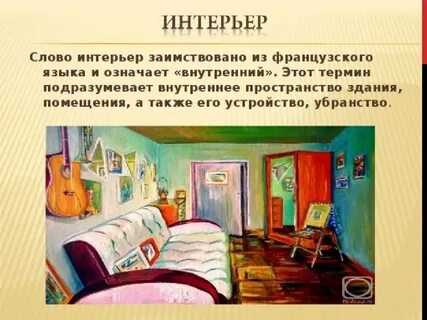 ИНТЕРЬЕР
Слово интерьер заимствовано из французского
языка и означает «внутренний». Этот термин
подразумевает внутреннее пространство здания,
помещения, а также его устройство, убранство.